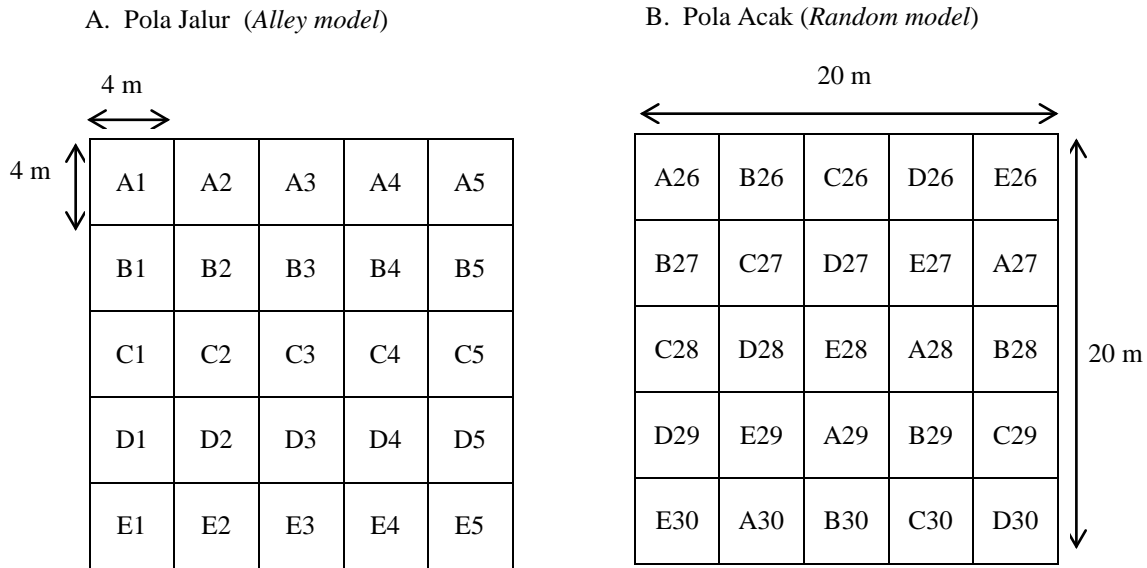 A. Pola Jalur (Alley model)
4 m
4 m
A1 A2 A3 A4 A5
B1 B2 B3 B4 B5
C1 C2 C3 C4 C5
D1 D2 D3 D4 D5
E1 E2 E3 E4 E5
B. Pola Acak (Random model)
20 m
A26 B26 C26 D26 E26
B27 C27 D27 E27 A27
C28 D28 E28 A28 B28
20 m
D29 E29 A29 B29 C29
E30 A30 B30 C30 D30